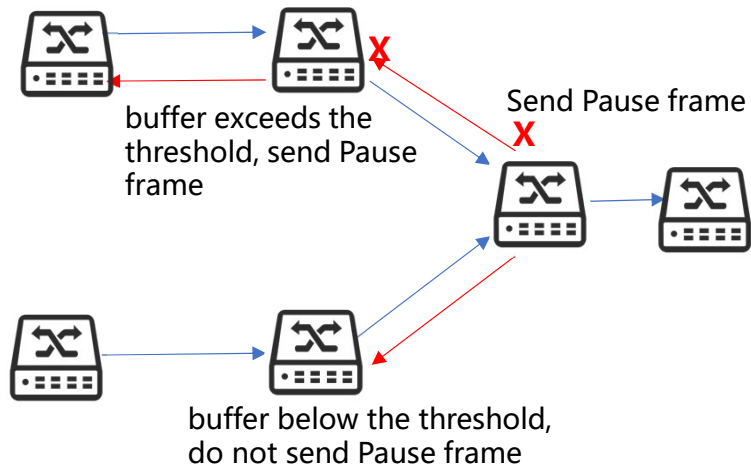 X
Send Pause frame
X
buffer exceeds the
threshold, send Pause
frame
buffer below the threshold,
do not send Pause frame